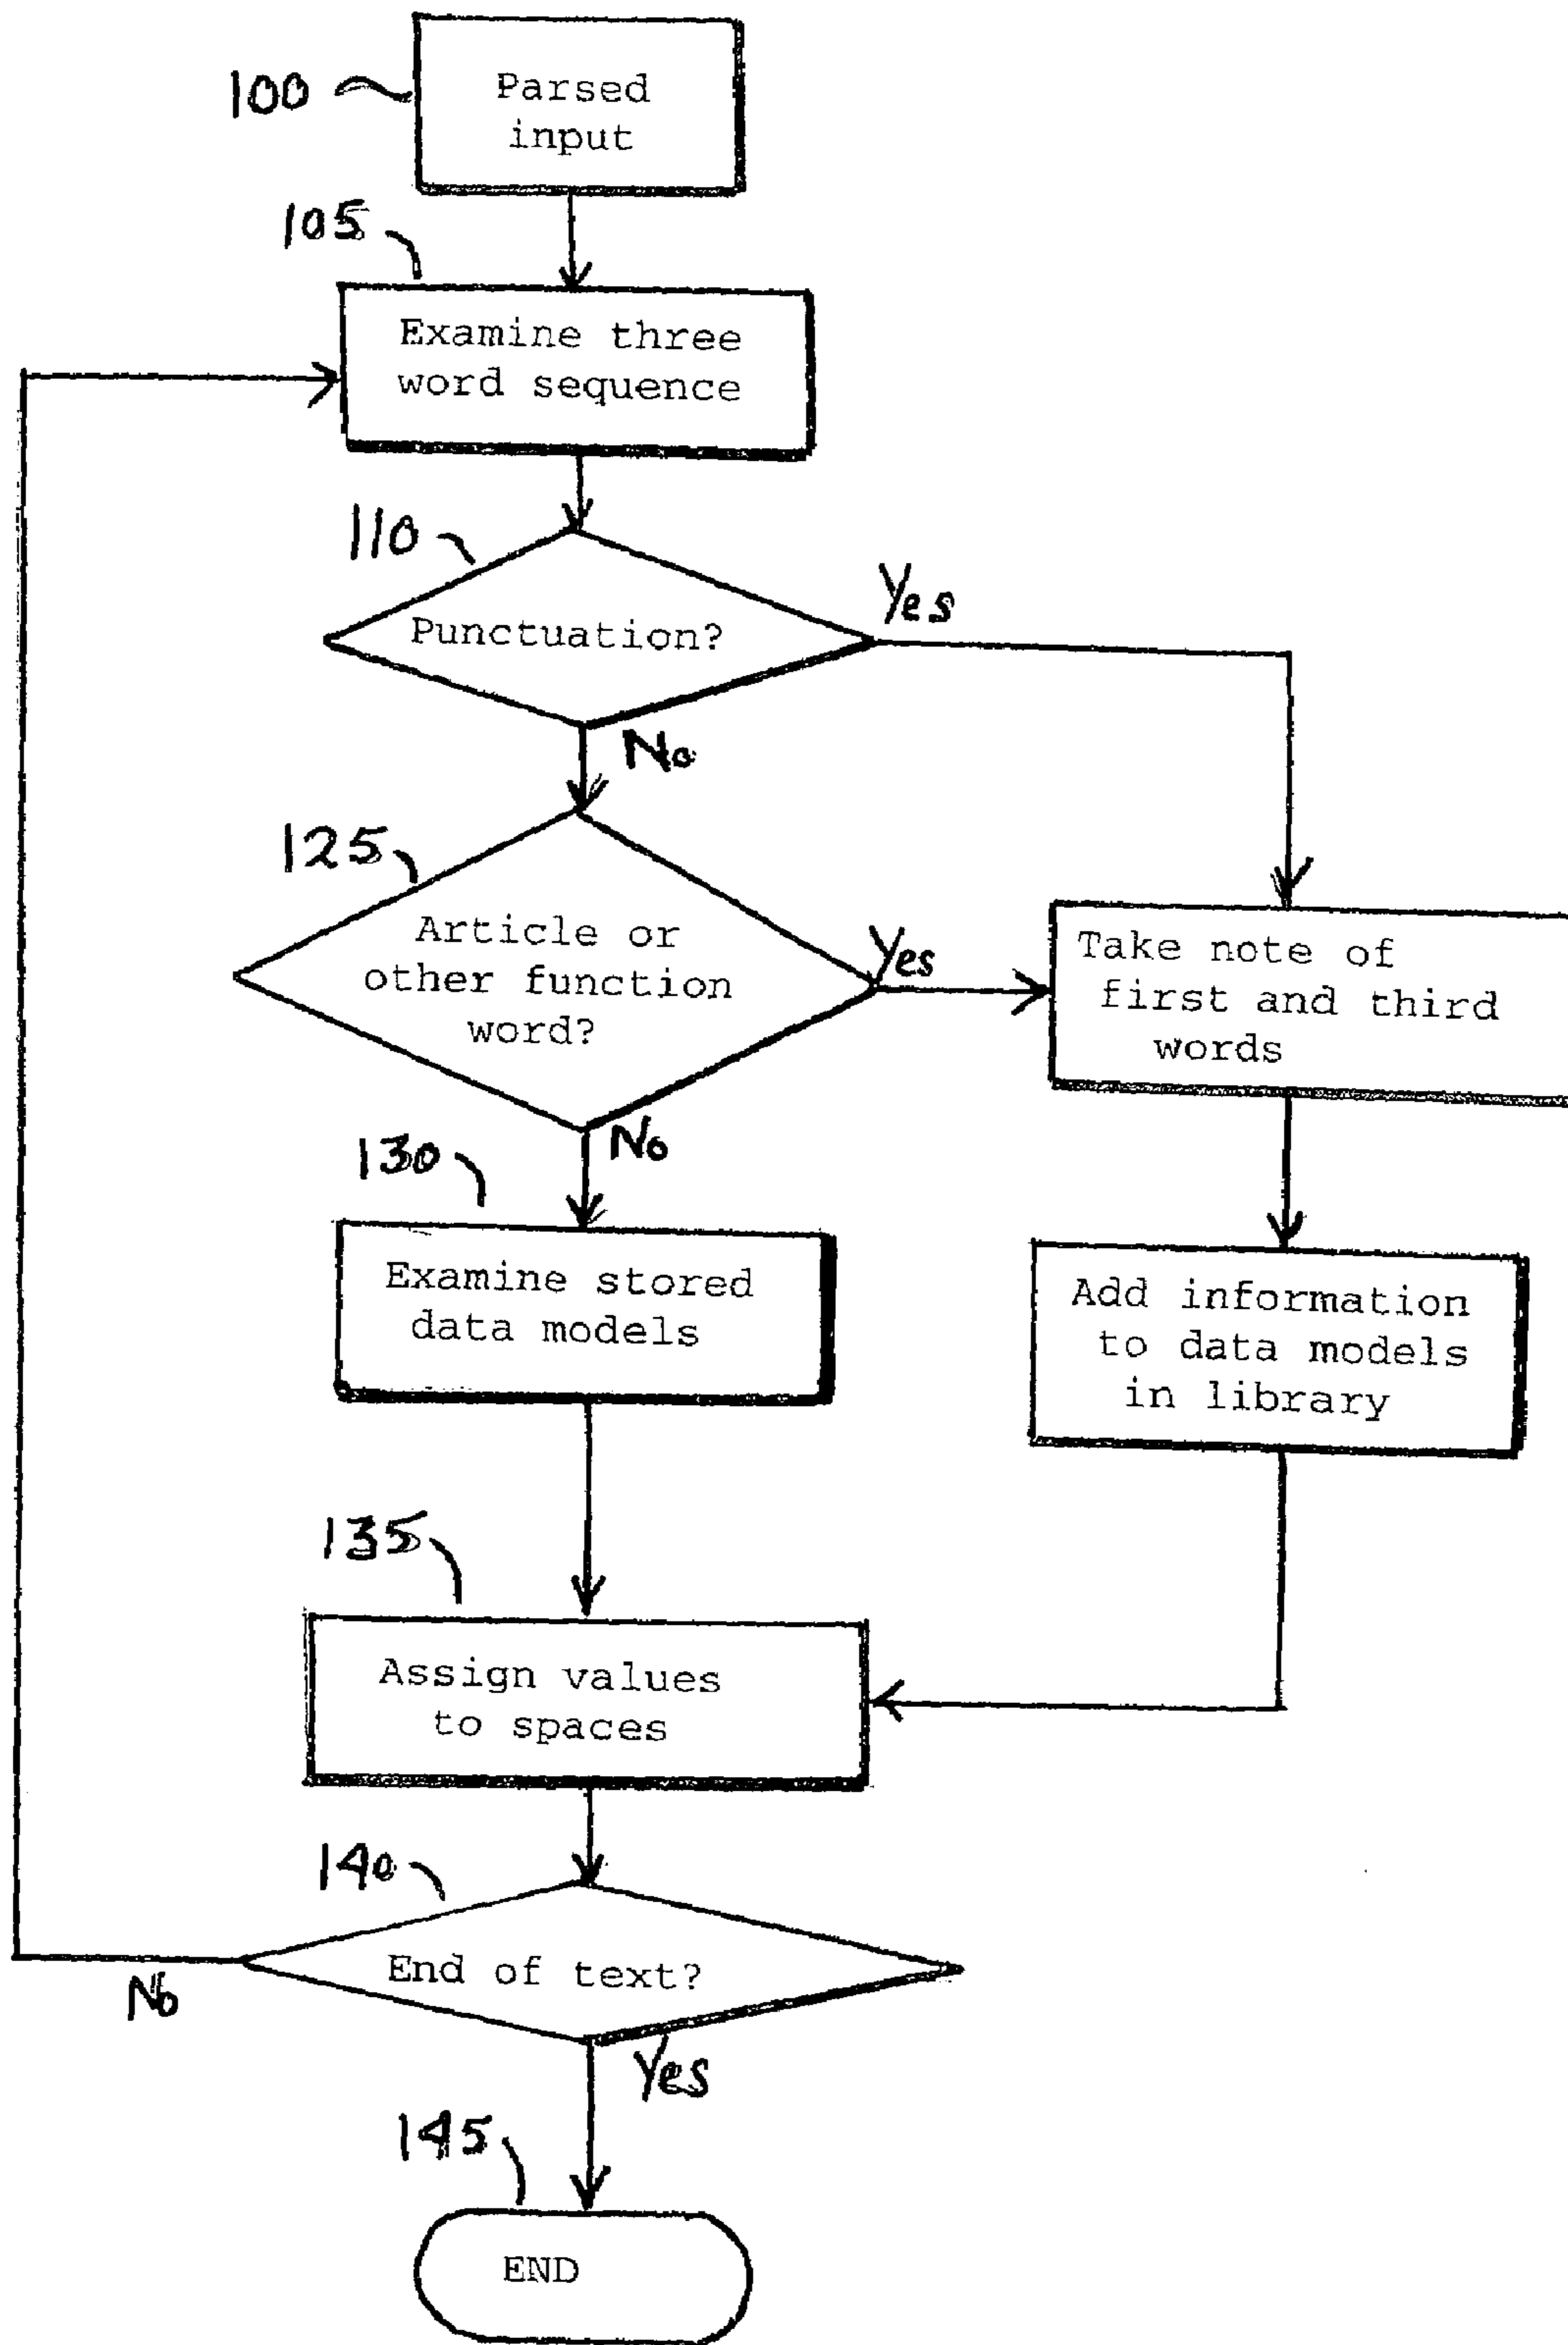 100
Parsed
input
105
Examine three
word sequence
110
Punctuation?
Yes
No
125
Article or
other function
word?
Yes
No
Take note of
first and third
words
130
Examine stored
data models
Add information
to data models
in library
135
Assign values
to spaces
140
End of text?
No
Yes
145
END